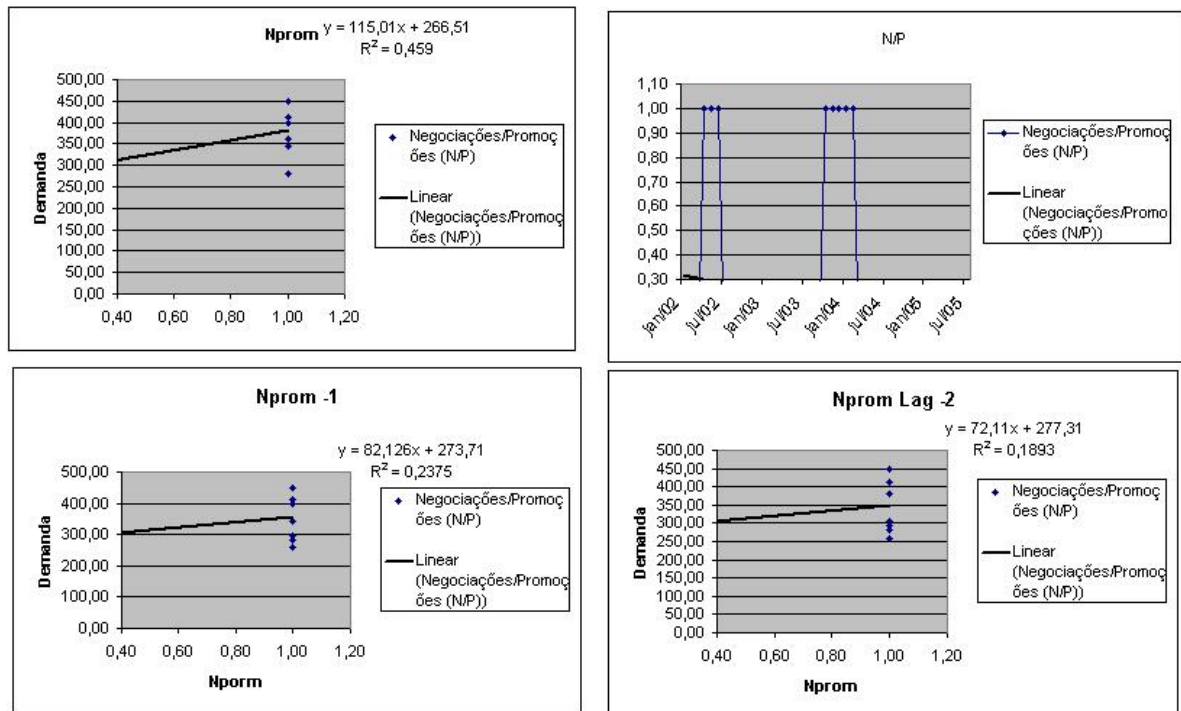 Nprom
y = 115,01x + 266,51
R² = 0,459
Demanda
500,00
450,00
400,00
350,00
300,00
250,00
200,00
150,00
100,00
50,00
0,00
0,40 0,60 0,80 1,00 1,20
Negociações/Promoç
ões (N/P)
Linear
(Negociações/Promoç
ões (N/P))
N/P
1,10
1,00
0,90
0,80
0,70
0,60
0,50
0,40
0,30
jan/02 jul/02 jan/03 jul/03 jan/04 jul/04 jan/05 jul/05
Negociações/Promoç
ões (N/P)
Linear
(Negociações/Promo
ções (N/P))
Nprom -1
y = 82,126x + 273,71
R² = 0,2375
Demanda
500,00
400,00
300,00
200,00
100,00
0,00
0,40 0,60 0,80 1,00 1,20
Nporm
Negociações/Promoç
ões (N/P)
Linear
(Negociações/Promoç
ões (N/P))
Nprom Lag -2
y = 72,11x + 277,31
R² = 0,1893
Demanda
500,00
450,00
400,00
350,00
300,00
250,00
200,00
150,00
100,00
50,00
0,00
0,40 0,60 0,80 1,00 1,20
Nprom
Negociações/Promoç
ões (N/P)
Linear
(Negociações/Promoç
ões (N/P))